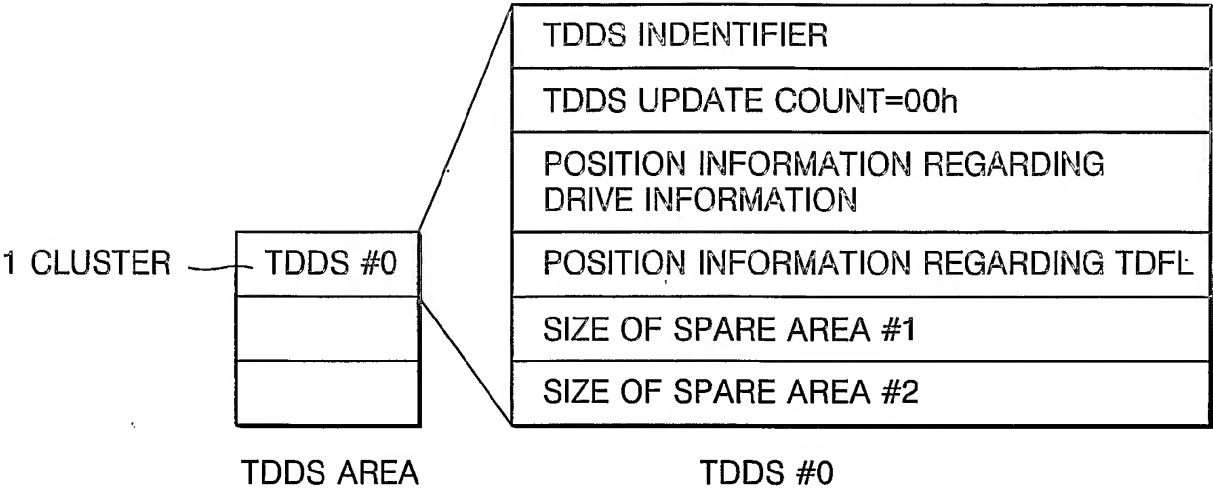 TDDS INDENTIFIER
TDDS UPDATE COUNT=00h
POSITION INFORMATION REGARDING
DRIVE INFORMATION
1 CLUSTER
TDDS #0
POSITION INFORMATION REGARDING TDFL
SIZE OF SPARE AREA #1
SIZE OF SPARE AREA #2
TDDS AREA
TDDS #0